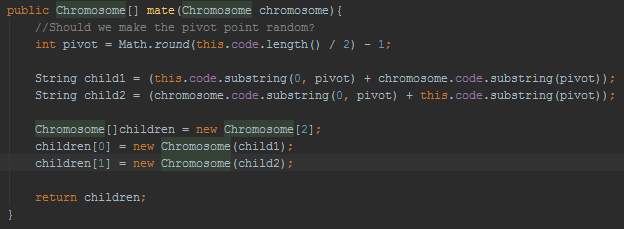 public Chromosome[] mate(Chromosome chromosome){
//Should we make the pivot point random?
int pivot = Math.round(this.code.length() / 2) - 1;
String child1 = (this.code.substring(0, pivot) + chromosome.code.substring(pivot));
String child2 = (chromosome.code.substring(0, pivot) + this.code.substring(pivot));
Chromosome[]children = new Chromosome[2];
children[0] = new Chromosome(child1);
children[1] = new Chromosome(child2);
return children;
}